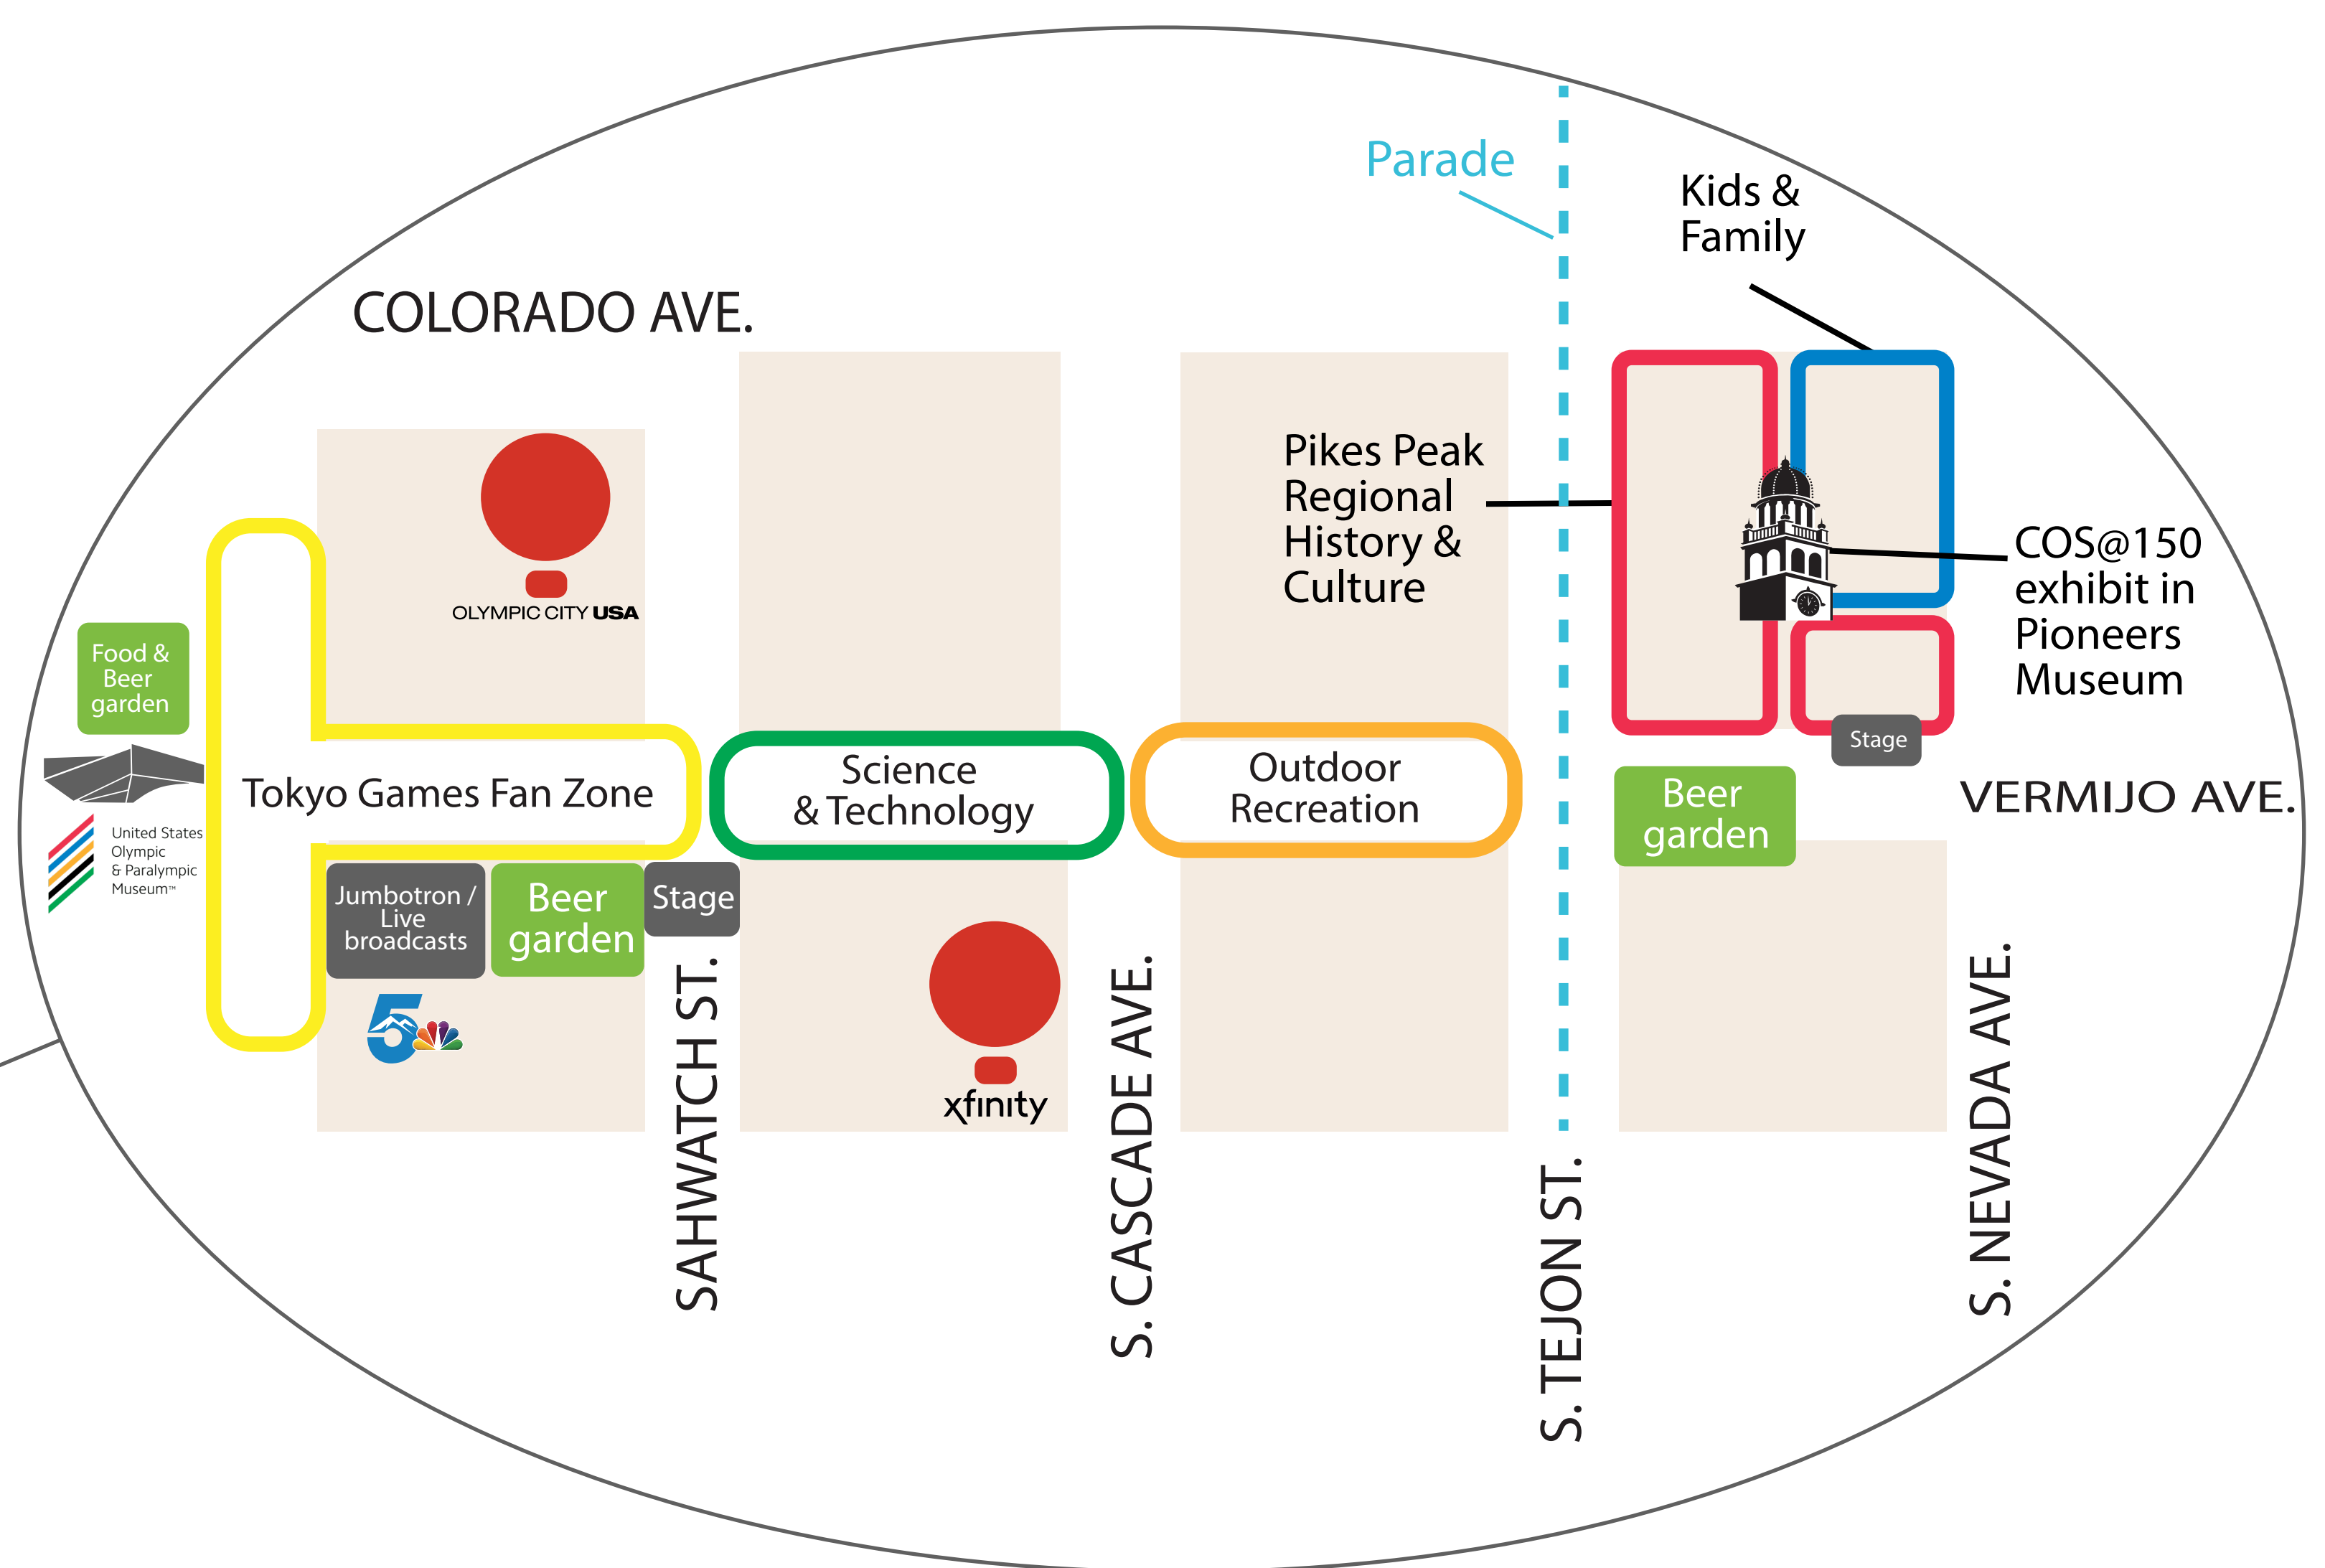 Parade
Kids &
Family
COLORADO AVE.
Pikes Peak
Regional
History &
Culture
COS@150
exhibit in
Pioneers
Museum
OLYMPIC CITY USA
Food &
Beer
garden
Stage
Tokyo Games Fan Zone
Science
& Technology
Outdoor
Recreation
Beer
garden
VERMIJO AVE.
United States
Olympic
& Paralympic
Museum™
Jumbotron /
Live
broadcasts
Beer
garden
Stage
5
xfinity
SAHWATCH ST.
S. CASCADE AVE.
S. TEJON ST.
S. NEVADA AVE.